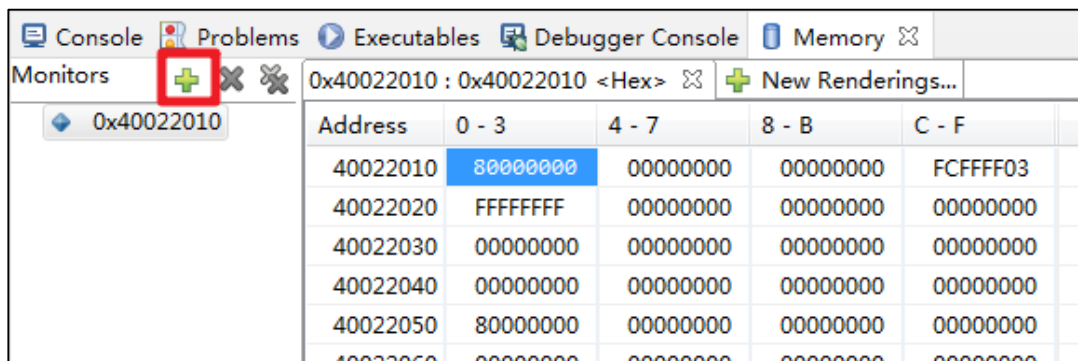 Console Problems Executables Debugger Console Memory
Monitors 0x40022010 : 0x40022010 <Hex> New Renderings...
0x40022010 Address 0 - 3 4 - 7 8 - B C - F
40022010 80000000 00000000 00000000 FCFFFF03
40022020 FFFFFFFF 00000000 00000000 00000000
40022030 00000000 00000000 00000000 00000000
40022040 00000000 00000000 00000000 00000000
40022050 80000000 00000000 00000000 00000000